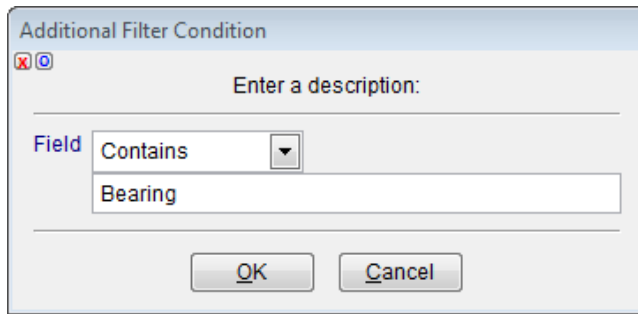 Additional Filter Condition
X O
Enter a description:
Field Contains
Bearing
OK Cancel